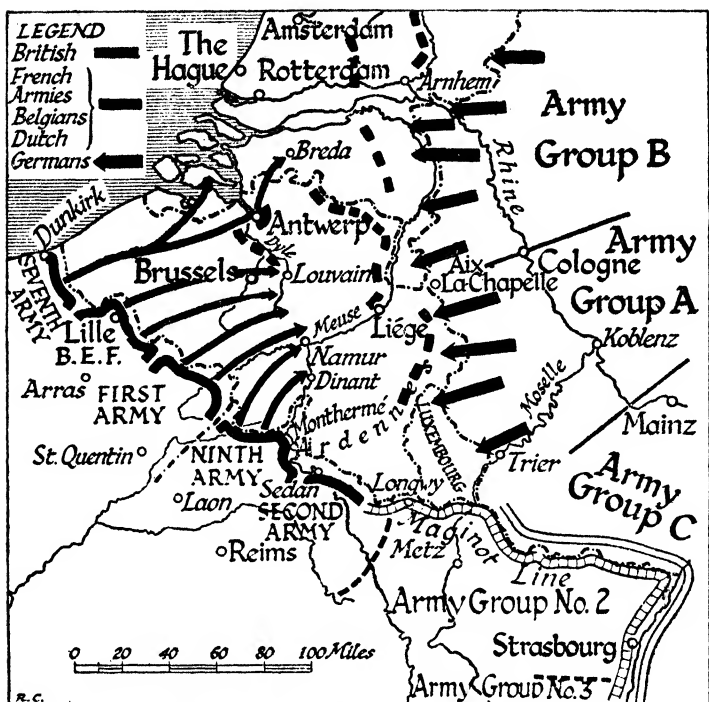 LEGEND
British
French
Armies
Belgians
Dutch
Germans
Amsterdam
The
Hague
Rotterdam
Arnhem
Army
Group B
Rhine
Breda
Dunkirk
Antwerp
Dyle
Army
Group A
SEVENTH
ARMY
Brussels
Louvain
Aix
La-Chapelle
Cologne
Lille
B.E.F.
Meuse
Liége
Koblenz
Namur
Arras
FIRST
ARMY
Dinant
Moselle
Monthermé
Ardennes
LUXEMBOURG
Mainz
St. Quentin
NINTH
ARMY
Trier
Army
Group C
Laon
Sedan
SECOND
ARMY
Longwy
Maginot
Line
Reims
Metz
Army Group No. 2
0 20 40 60 80 100 Miles
Strasbourg
Army Group No. 3
R.C.